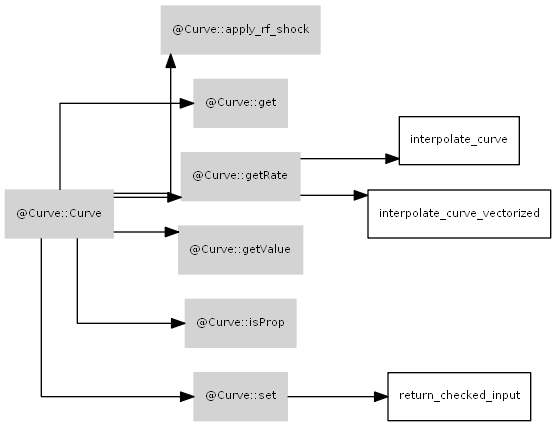 @Curve::apply_rf_shock
@Curve::get
interpolate_curve
@Curve::getRate
@Curve::Curve
interpolate_curve_vectorized
@Curve::getValue
@Curve::isProp
@Curve::set
return_checked_input